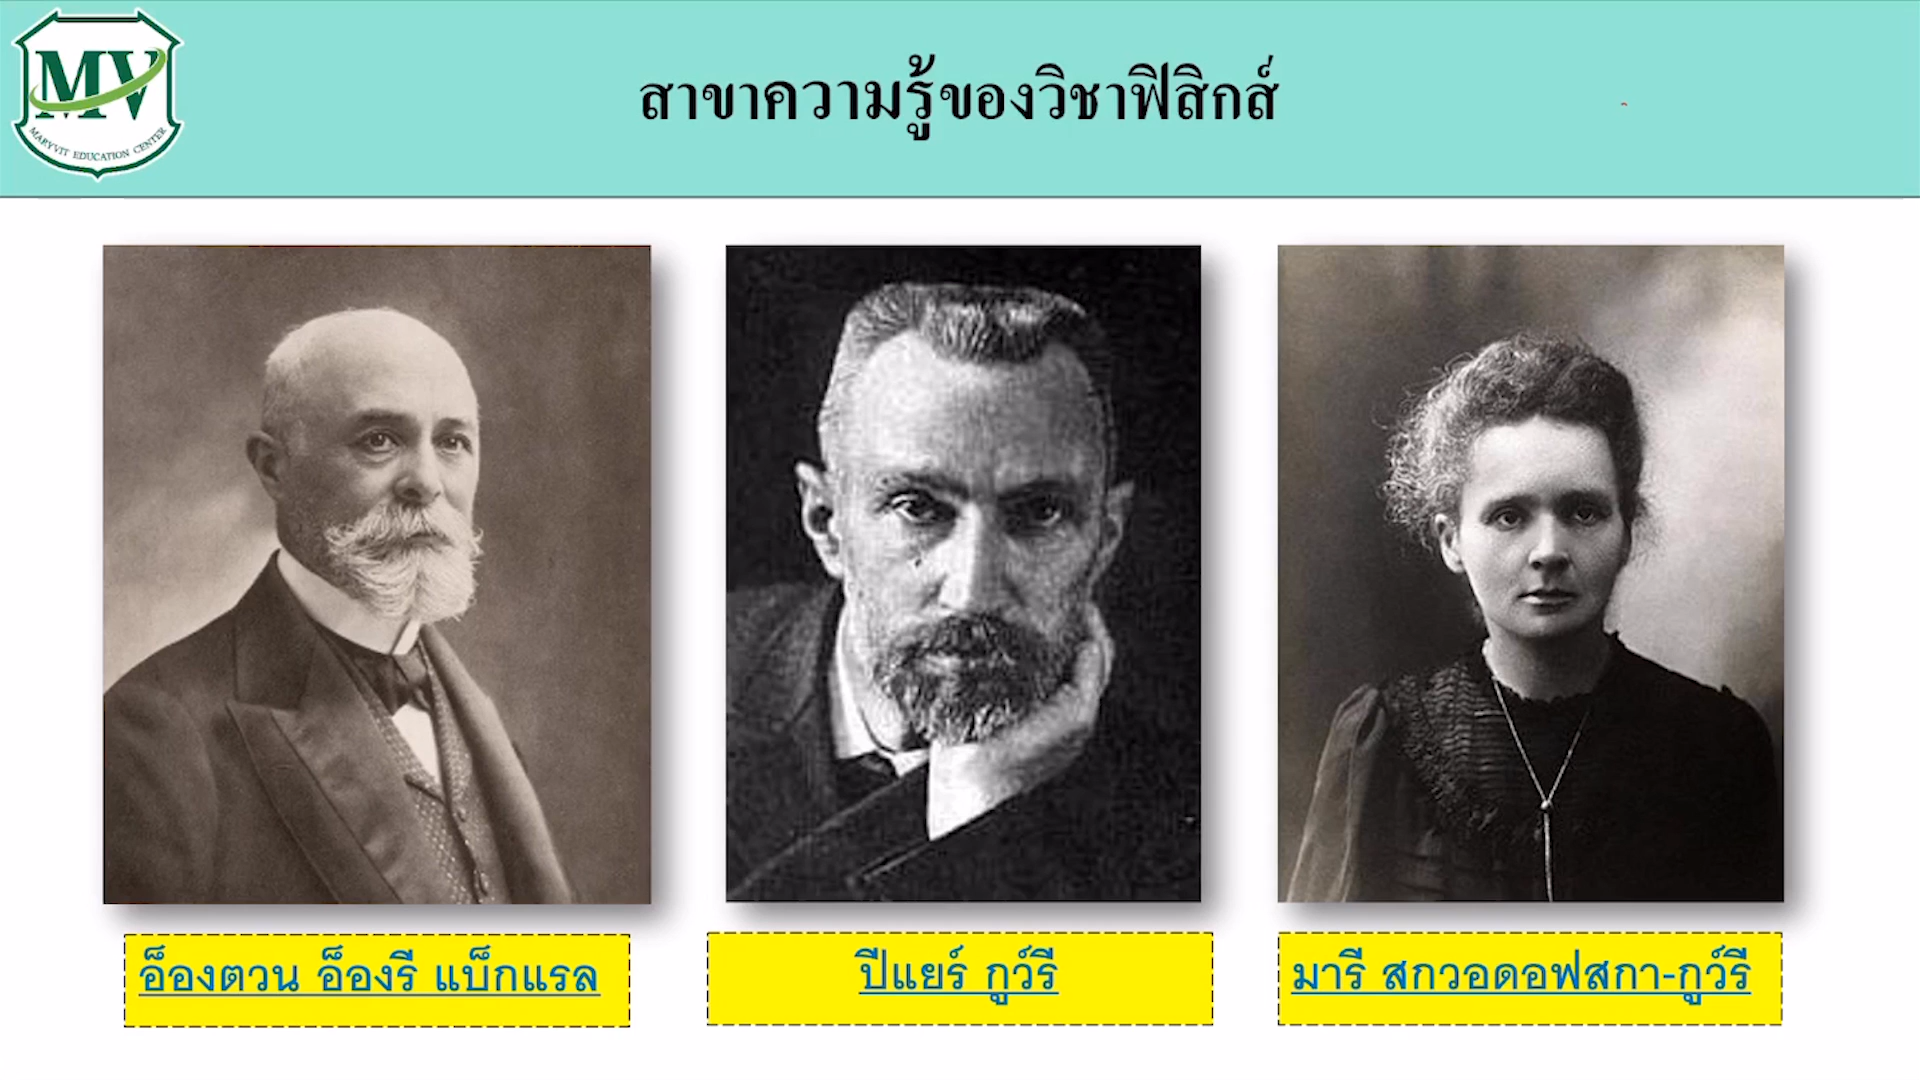 MV
MARYVIT EDUCATION CENTER
สาขาความรู้ของวิชาฟิสิกส์
อ็องตวน อ็องรี แบ็กแรล
ปีแยร์ กูว์รี
มารี สกวอดอฟสกา-กูว์รี